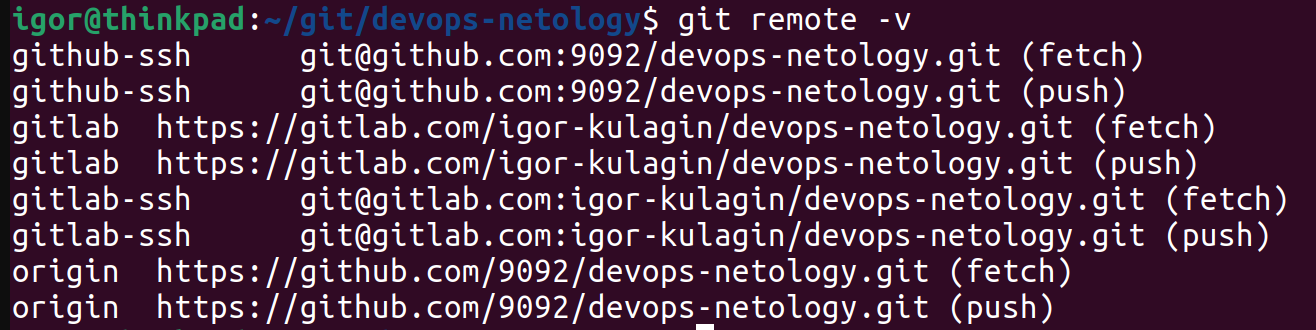 igor@thinkpad:~/git/devops-netology$ git remote -v
github-ssh      git@github.com:9092/devops-netology.git (fetch)
github-ssh      git@github.com:9092/devops-netology.git (push)
gitlab  https://gitlab.com/igor-kulagin/devops-netology.git (fetch)
gitlab  https://gitlab.com/igor-kulagin/devops-netology.git (push)
gitlab-ssh      git@gitlab.com:igor-kulagin/devops-netology.git (fetch)
gitlab-ssh      git@gitlab.com:igor-kulagin/devops-netology.git (push)
origin  https://github.com/9092/devops-netology.git (fetch)
origin  https://github.com/9092/devops-netology.git (push)